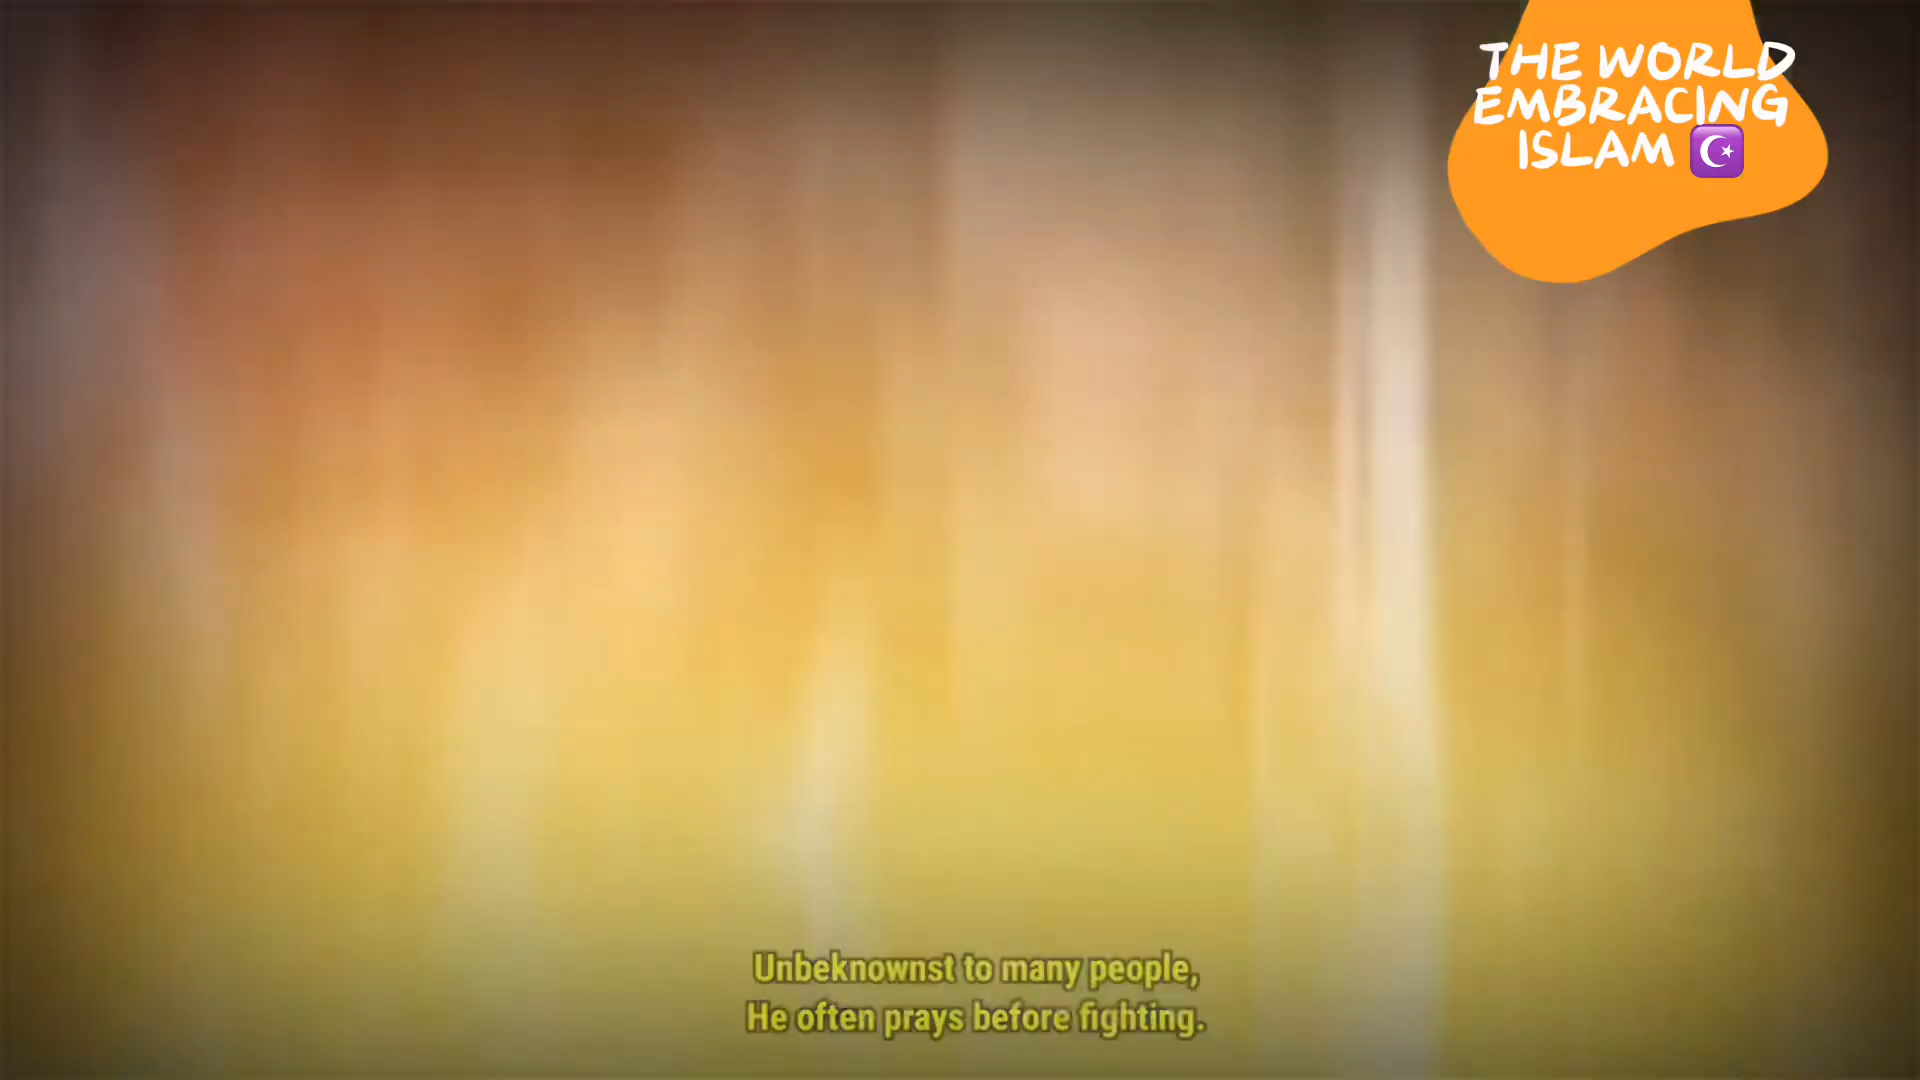 THE WORLD
EMBRACING
ISLAM ☪
Unbeknownst to many people,
He often prays before fighting.